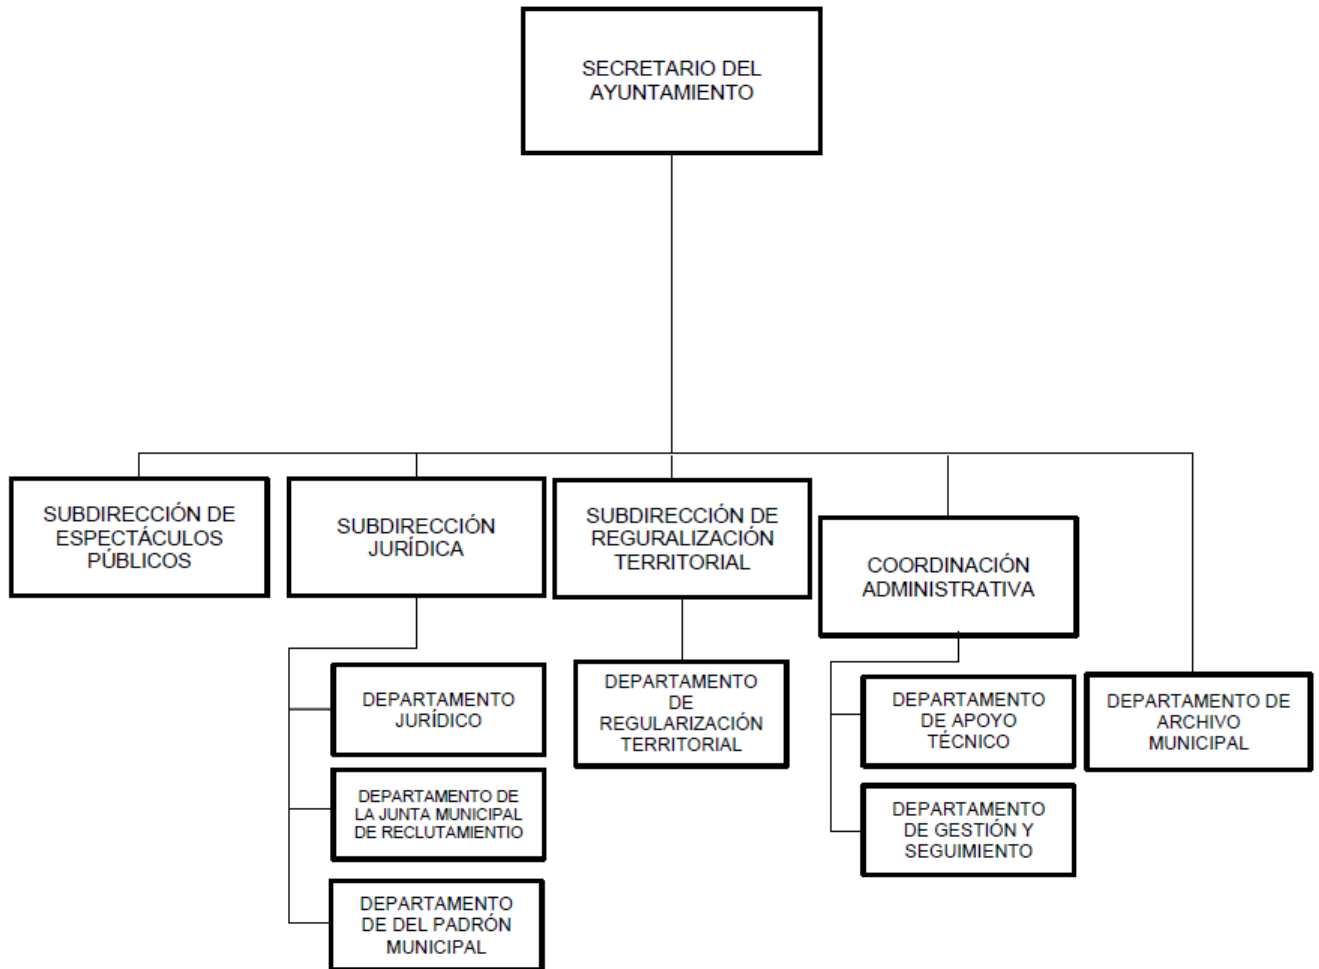 SECRETARIO DEL
AYUNTAMIENTO
SUBDIRECCIÓN DE
ESPECTÁCULOS
PÚBLICOS
SUBDIRECCIÓN
JURÍDICA
SUBDIRECCIÓN DE
REGURALIZACIÓN
TERRITORIAL
COORDINACIÓN
ADMINISTRATIVA
DEPARTAMENTO
JURÍDICO
DEPARTAMENTO DE
LA JUNTA MUNICIPAL
DE RECLUTAMIENTIO
DEPARTAMENTO
DE DEL PADRÓN
MUNICIPAL
DEPARTAMENTO
DE
REGULARIZACIÓN
TERRITORIAL
DEPARTAMENTO
DE APOYO
TÉCNICO
DEPARTAMENTO
DE GESTIÓN Y
SEGUIMIENTO
DEPARTAMENTO DE
ARCHIVO
MUNICIPAL